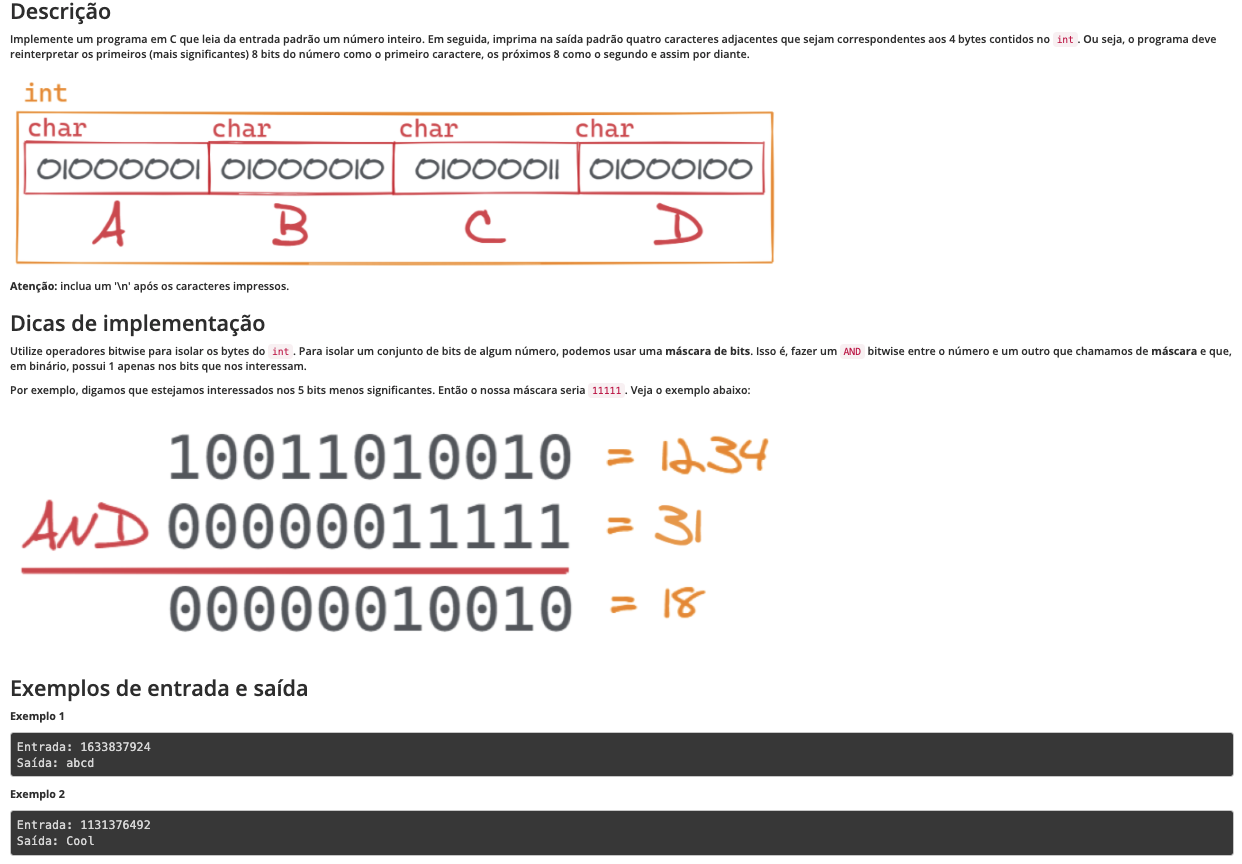 Descrição
Implemente um programa em C que leia da entrada padrão um número inteiro. Em seguida, imprima na saída padrão quatro caracteres adjacentes que sejam correspondentes aos 4 bytes contidos no int . Ou seja, o programa deve
reinterpretar os primeiros (mais significantes) 8 bits do número como o primeiro caractere, os próximos 8 como o segundo e assim por diante.
int
char char char char
01000001 01000010 01000011 01000100
A B C D
Atenção: inclua um '\n' após os caracteres impressos.
Dicas de implementação
Utilize operadores bitwise para isolar os bytes do int . Para isolar um conjunto de bits de algum número, podemos usar uma máscara de bits. Isso é, fazer um AND bitwise entre o número e um outro que chamamos de máscara e que,
em binário, possui 1 apenas nos bits que nos interessam.
Por exemplo, digamos que estejamos interessados nos 5 bits menos significantes. Então o nossa máscara seria 11111 . Veja o exemplo abaixo:
10011010010 = 1234
AND 00000011111 = 31
00000010010 = 18
Exemplos de entrada e saída
Exemplo 1
Entrada: 1633837924
Saída: abcd
Exemplo 2
Entrada: 1131376492
Saída: Cool